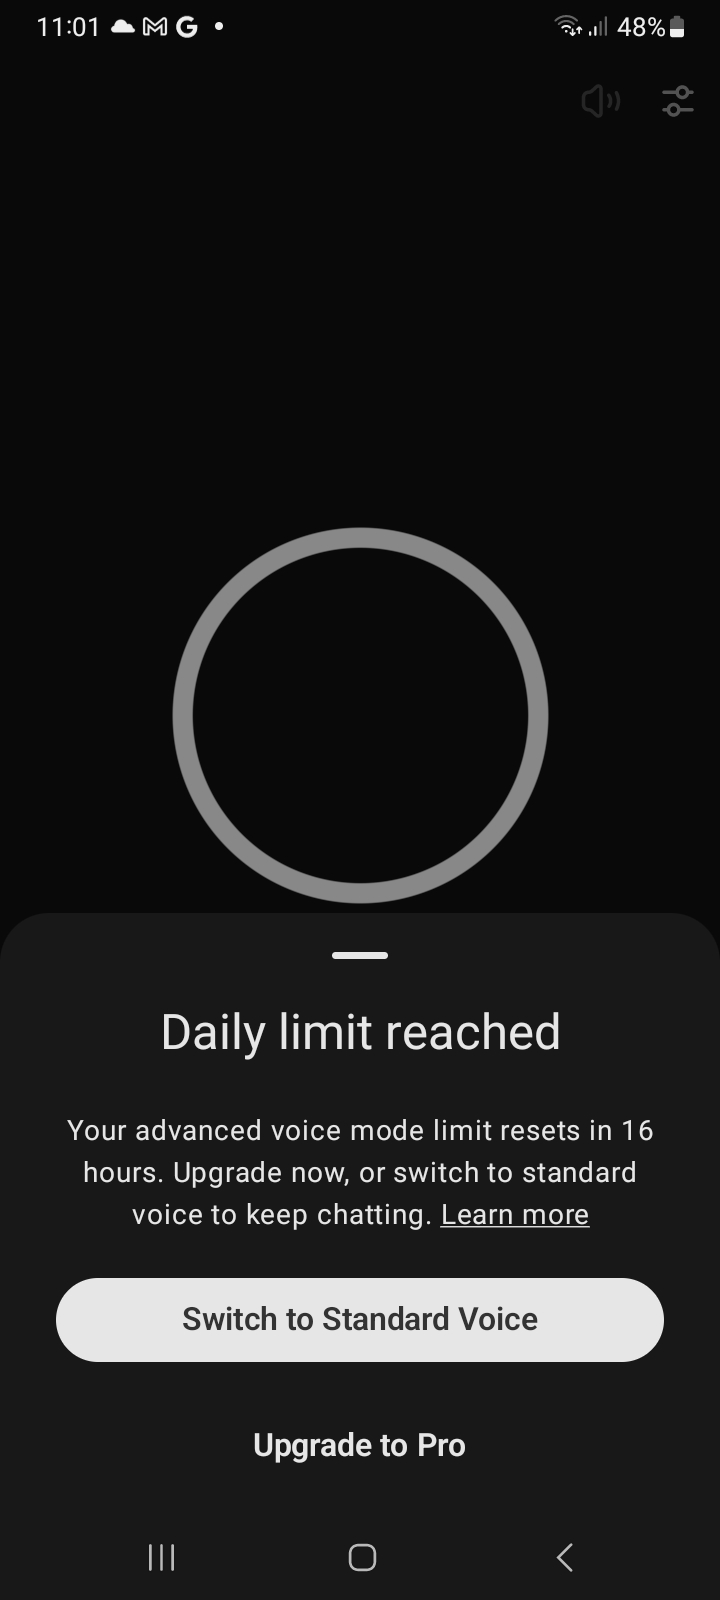 11:01 48%
Daily limit reached
Your advanced voice mode limit resets in 16
hours. Upgrade now, or switch to standard
voice to keep chatting. Learn more
Switch to Standard Voice
Upgrade to Pro